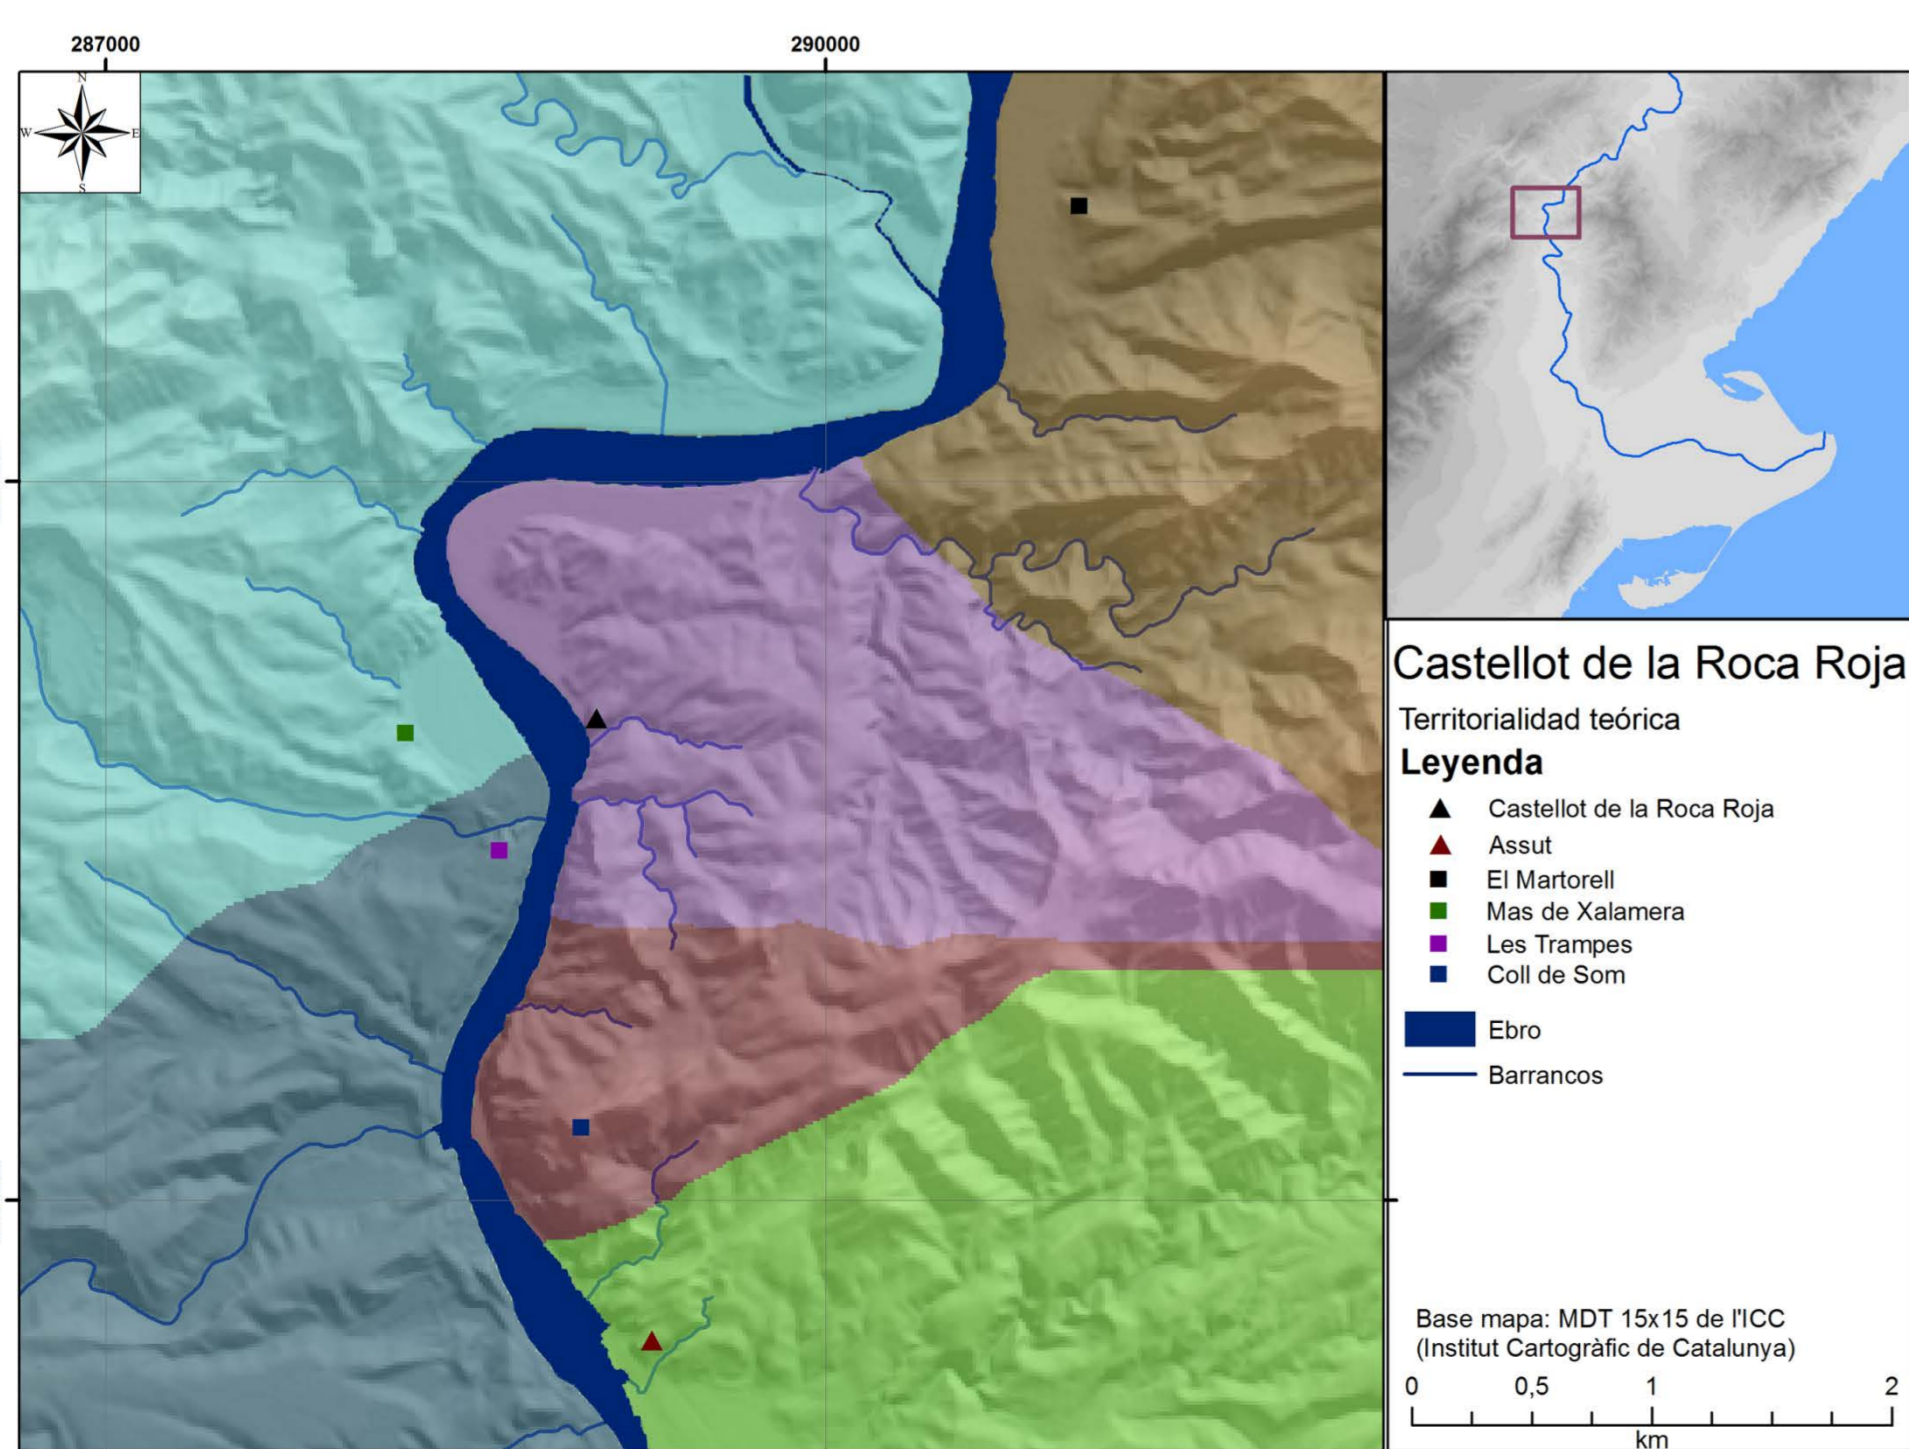 287000
290000
N
W
E
S
Castellot de la Roca Roja
Territorialidad teórica
Leyenda
Castellot de la Roca Roja
Assut
El Martorell
Mas de Xalamera
Les Trampes
Coll de Som
Ebro
Barrancos
Base mapa: MDT 15x15 de l'ICC
(Institut Cartogràfic de Catalunya)
0 0,5 1 2
km